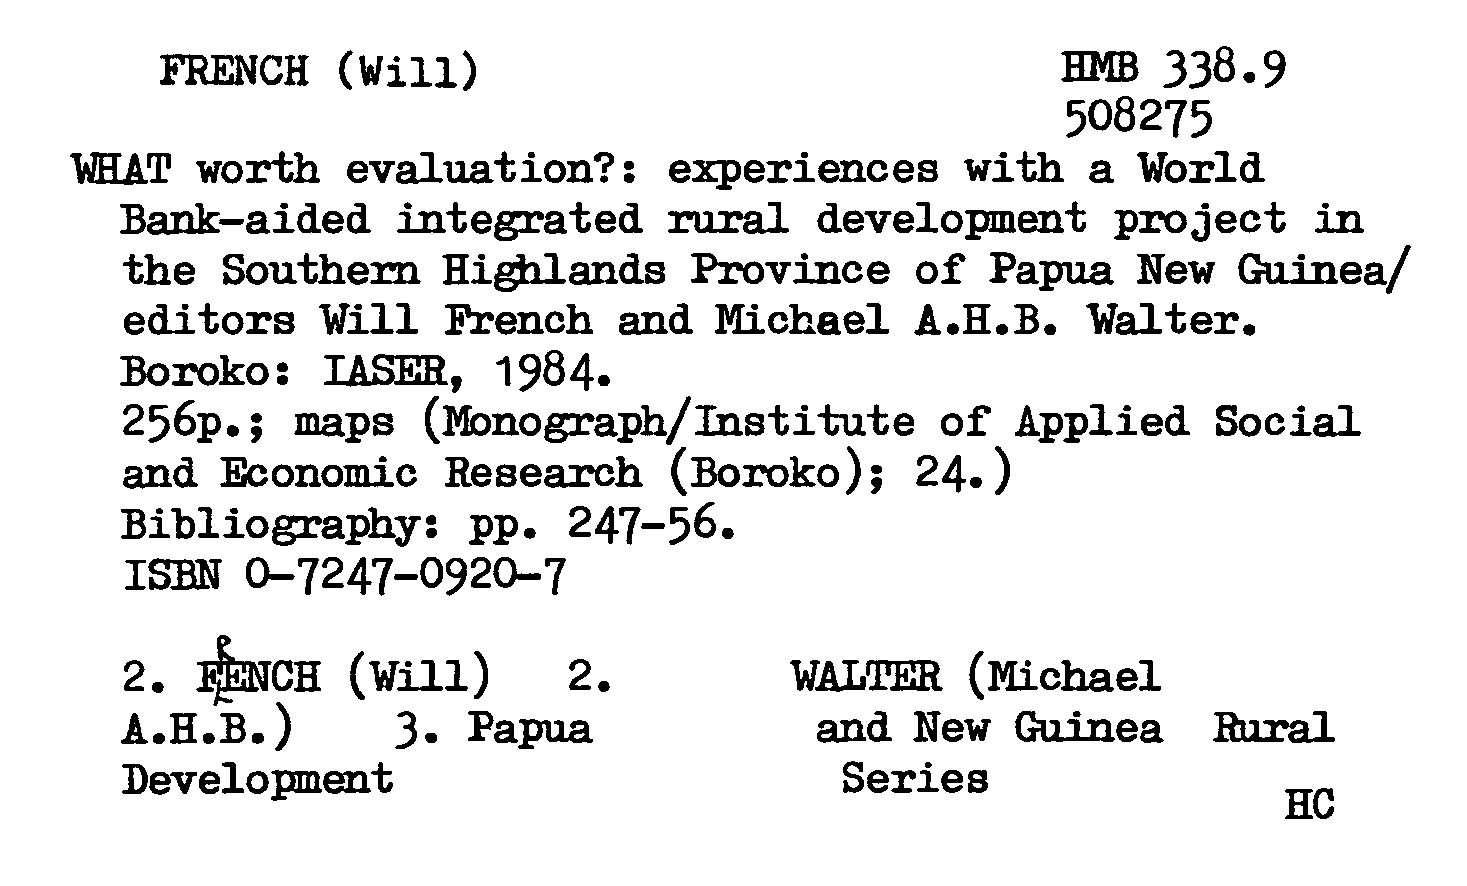 FRENCH (Will) HMB 338.9
508275
WHAT worth evaluation?: experiences with a World
Bank-aided integrated rural development project in
the Southern Highlands Province of Papua New Guinea/
editors Will French and Michael A.H.B. Walter.
Boroko: IASER, 1984.
256p.; maps (Monograph/Institute of Applied Social
and Economic Research (Boroko); 24.)
Bibliography: pp. 247-56.
ISBN 0-7247-0920-7
2. FRENCH (Will) 2. WALTER (Michael
A.H.B.) 3. Papua and New Guinea Rural
Development Series
HC